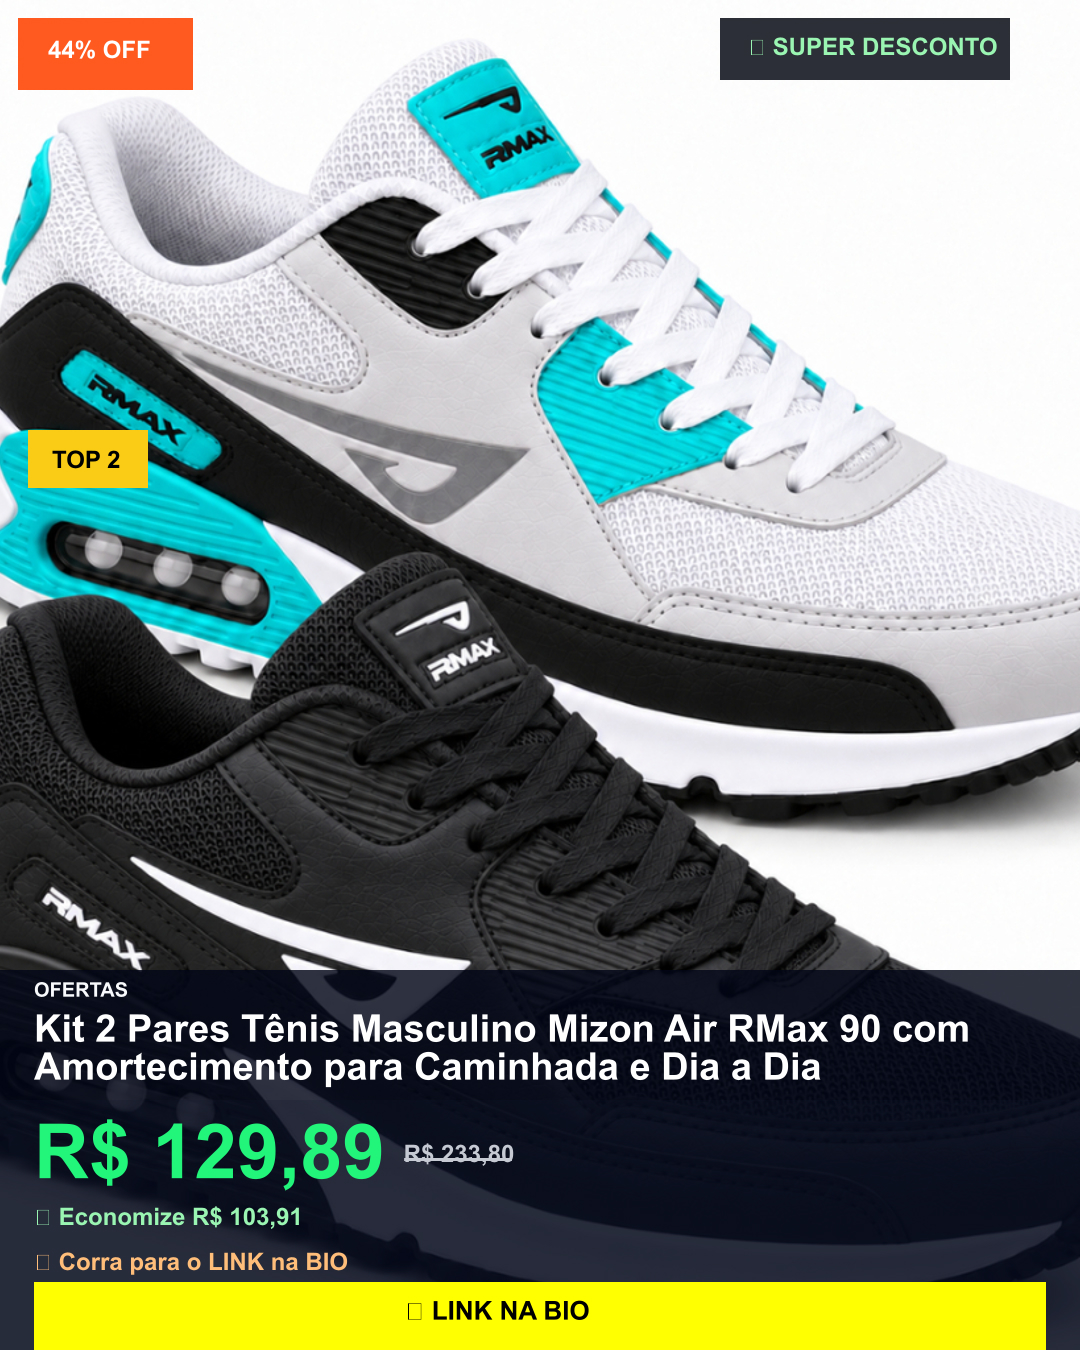 44% OFF
SUPER DESCONTO
RMAX
RMAX
TOP 2
RMAX
RMAX
OFERTAS
Kit 2 Pares Tênis Masculino Mizon Air RMax 90 com
Amortecimento para Caminhada e Dia a Dia
R$ 129,89 R$ 233,80
Economize R$ 103,91
Corra para o LINK na BIO
LINK NA BIO